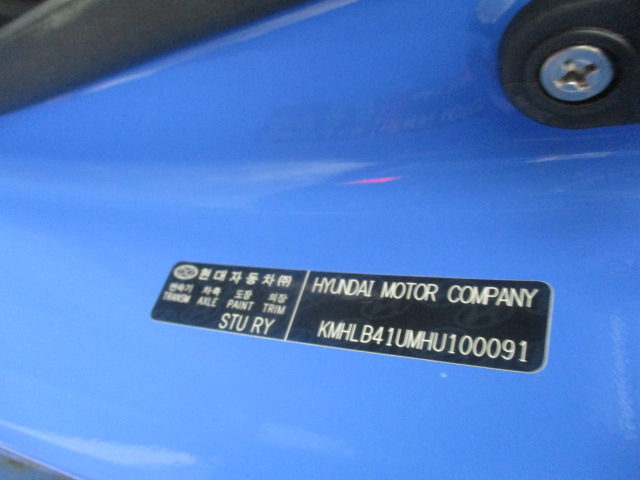 현대자동차㈜
변속기 차축 도장 의장
TRANSM AXLE PAINT TRIM
STU RY
HYUNDAI MOTOR COMPANY
KMHLB41UMHU100091